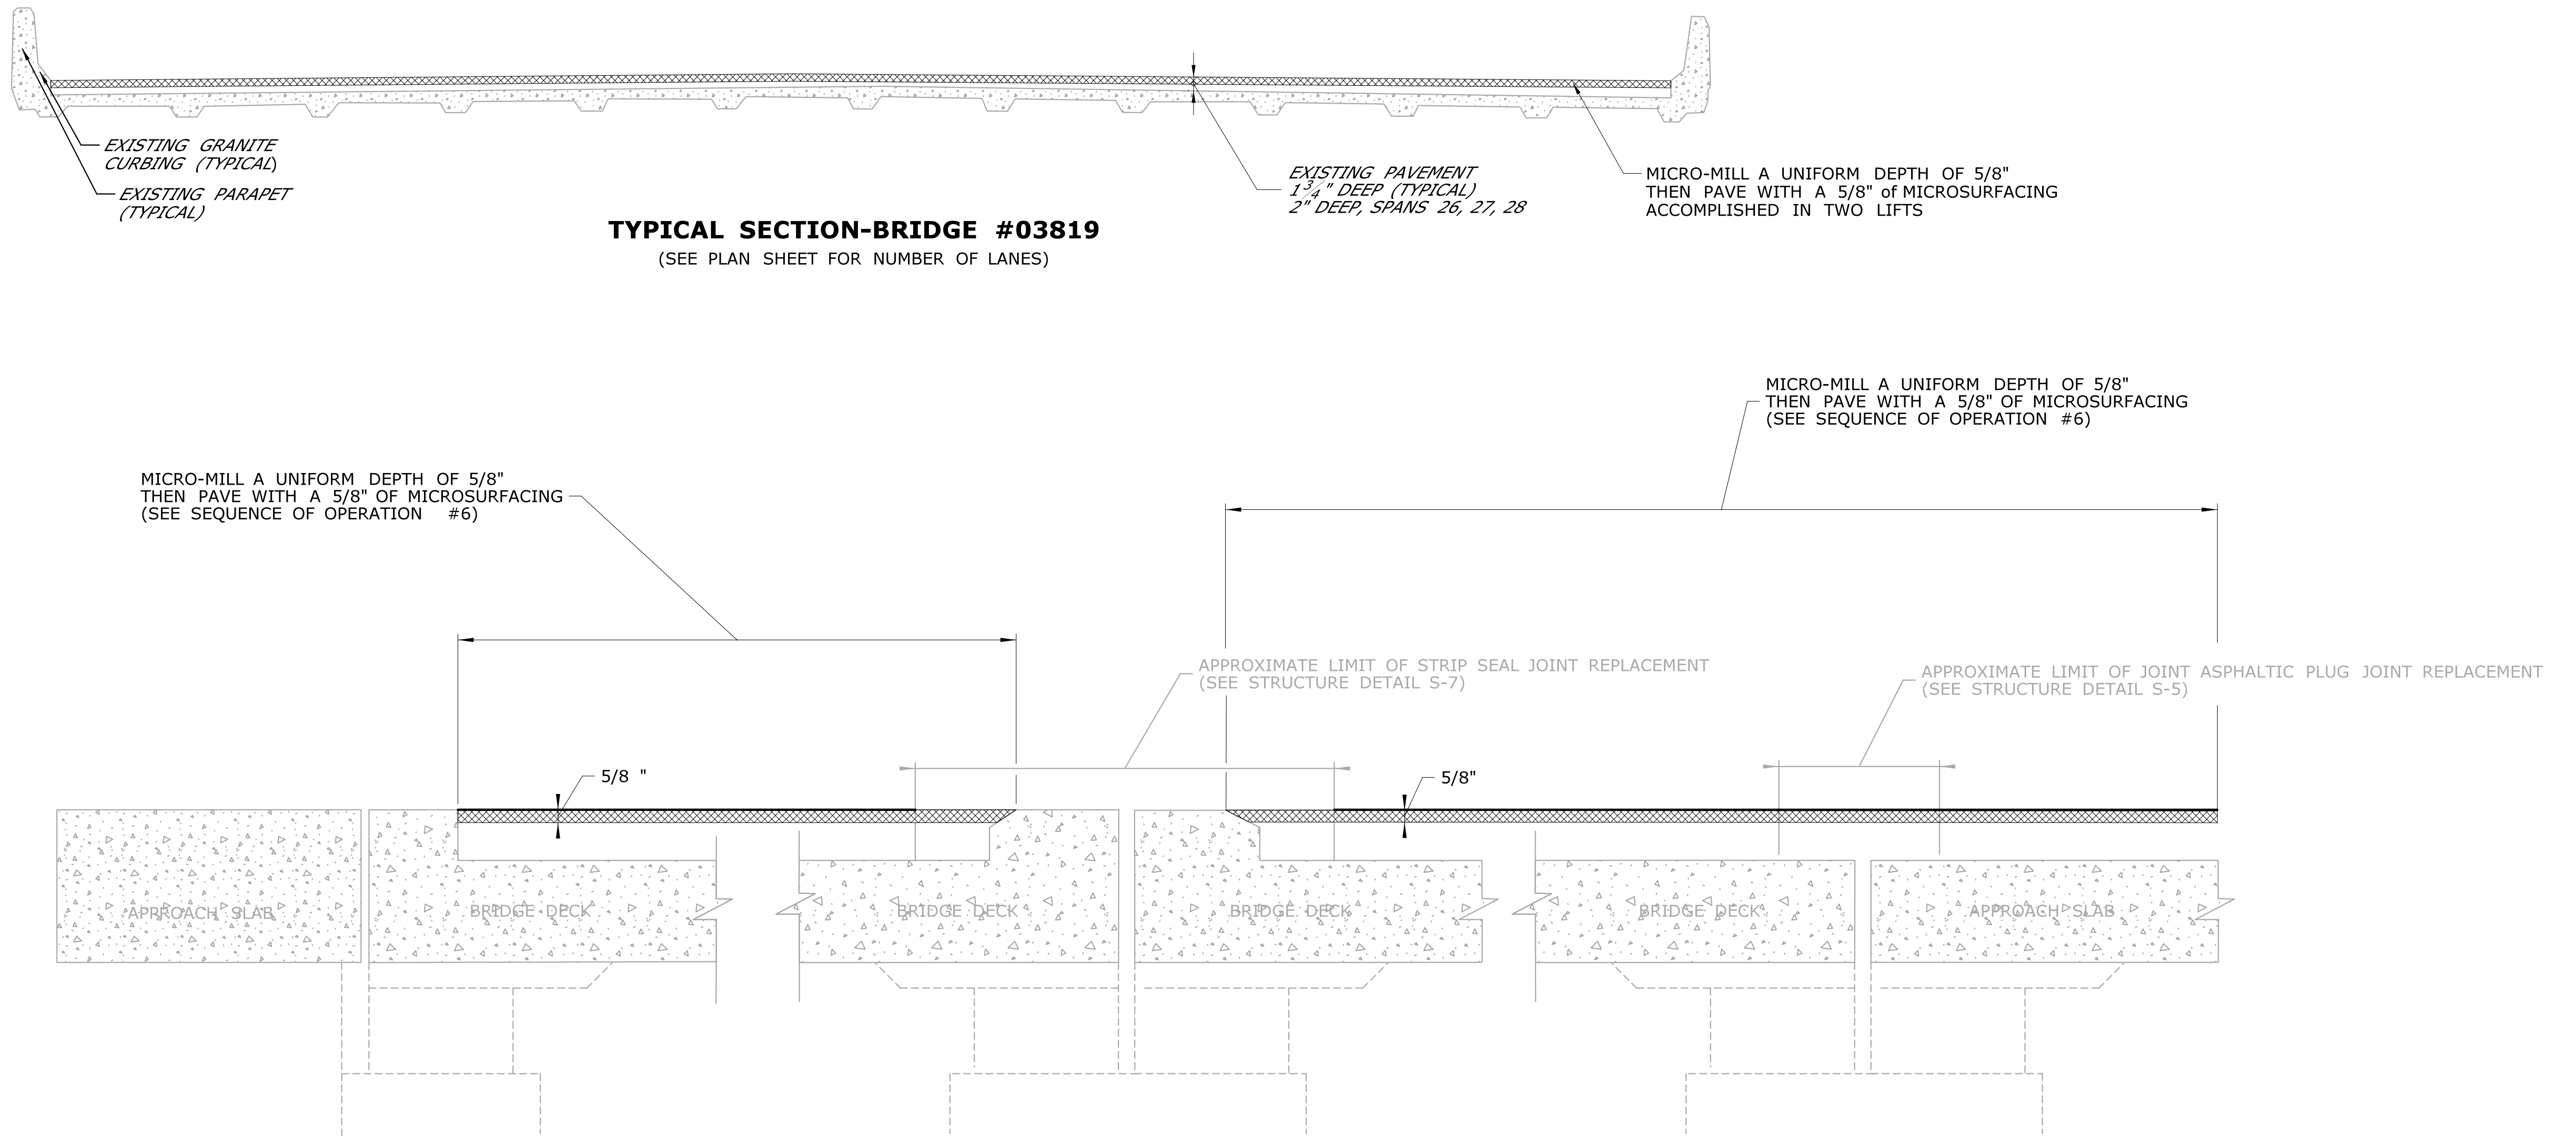 EXISTING GRANITE
CURBING (TYPICAL)
EXISTING PARAPET
(TYPICAL)
EXISTING PAVEMENT
1 3/4" DEEP (TYPICAL)
2" DEEP, SPANS 26, 27, 28
MICRO-MILL A UNIFORM DEPTH OF 5/8"
THEN PAVE WITH A 5/8" of MICROSURFACING
ACCOMPLISHED IN TWO LIFTS
TYPICAL SECTION-BRIDGE #03819
(SEE PLAN SHEET FOR NUMBER OF LANES)
MICRO-MILL A UNIFORM DEPTH OF 5/8"
THEN PAVE WITH A 5/8" OF MICROSURFACING
(SEE SEQUENCE OF OPERATION #6)
MICRO-MILL A UNIFORM DEPTH OF 5/8"
THEN PAVE WITH A 5/8" OF MICROSURFACING
(SEE SEQUENCE OF OPERATION #6)
APPROXIMATE LIMIT OF STRIP SEAL JOINT REPLACEMENT
(SEE STRUCTURE DETAIL S-7)
APPROXIMATE LIMIT OF JOINT ASPHALTIC PLUG JOINT REPLACEMENT
(SEE STRUCTURE DETAIL S-5)
5/8 "
5/8"
APPROACH SLAB
BRIDGE DECK
BRIDGE DECK
BRIDGE DECK
BRIDGE DECK
APPROACH SLAB